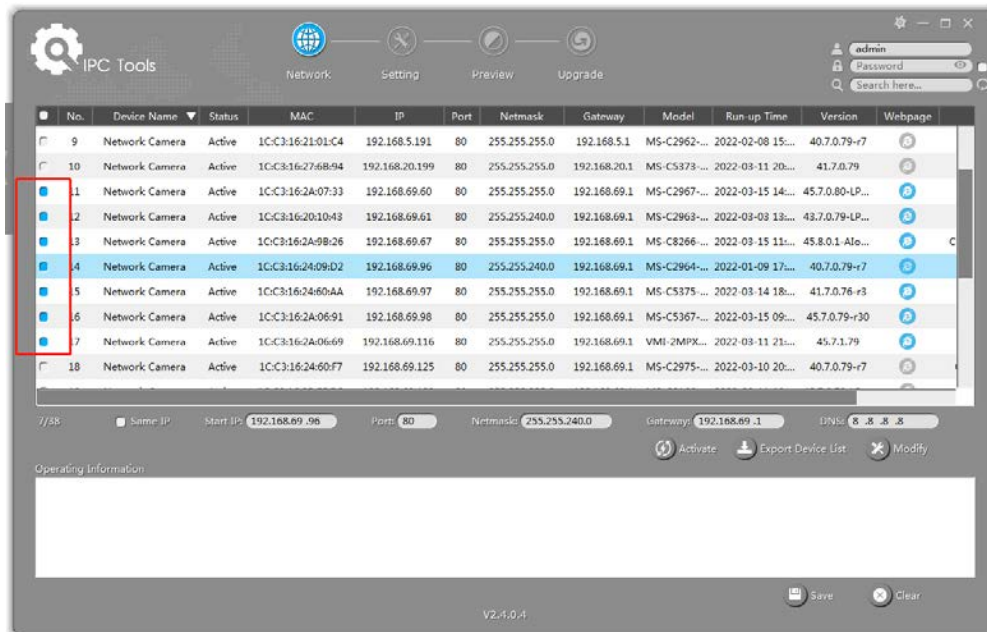 IPC Tools
Network Setting Preview Upgrade
admin
Password
Search here...
No. Device Name ▼ Status MAC IP Port Netmask Gateway Model Run-up Time Version Webpage
9 Network Camera Active 1C:C3:16:21:01:C4 192.168.5.191 80 255.255.255.0 192.168.5.1 MS-C2962-... 2022-02-08 15:... 40.7.0.79-r7
10 Network Camera Active 1C:C3:16:27:6B:94 192.168.20.199 80 255.255.255.0 192.168.20.1 MS-C5373-... 2022-03-11 20:... 41.7.0.79
11 Network Camera Active 1C:C3:16:2A:07:33 192.168.69.60 80 255.255.255.0 192.168.69.1 MS-C2967-... 2022-03-15 14:... 45.7.0.80-LP...
12 Network Camera Active 1C:C3:16:20:10:43 192.168.69.61 80 255.255.240.0 192.168.69.1 MS-C2963-... 2022-03-03 13:... 43.7.0.79-LP...
13 Network Camera Active 1C:C3:16:2A:9B:26 192.168.69.67 80 255.255.240.0 192.168.69.1 MS-C8266-... 2022-03-15 11:... 45.8.0.1-AIo... C
14 Network Camera Active 1C:C3:16:24:09:D2 192.168.69.96 80 255.255.240.0 192.168.69.1 MS-C2964-... 2022-01-09 17:... 40.7.0.79-r7
15 Network Camera Active 1C:C3:16:24:60:AA 192.168.69.97 80 255.255.255.0 192.168.69.1 MS-C5375-... 2022-03-14 18:... 41.7.0.76-r3
16 Network Camera Active 1C:C3:16:2A:06:91 192.168.69.98 80 255.255.255.0 192.168.69.1 MS-C5367-... 2022-03-15 09:... 45.7.0.79-r30
17 Network Camera Active 1C:C3:16:2A:06:69 192.168.69.116 80 255.255.255.0 192.168.69.1 VMI-2MPX... 2022-03-11 21:... 45.7.1.79
18 Network Camera Active 1C:C3:16:24:60:F7 192.168.69.125 80 255.255.255.0 192.168.69.1 MS-C2975-... 2022-03-10 20:... 40.7.0.79-r7
7/38 Same IP Start IP: 192.168.69 .96 Port: 80 Netmask: 255.255.240.0 Gateway: 192.168.69 .1 DNS: 8 .8 .8 .8
Activate Export Device List Modify
Operating Information
Save Clear
V2.4.0.4